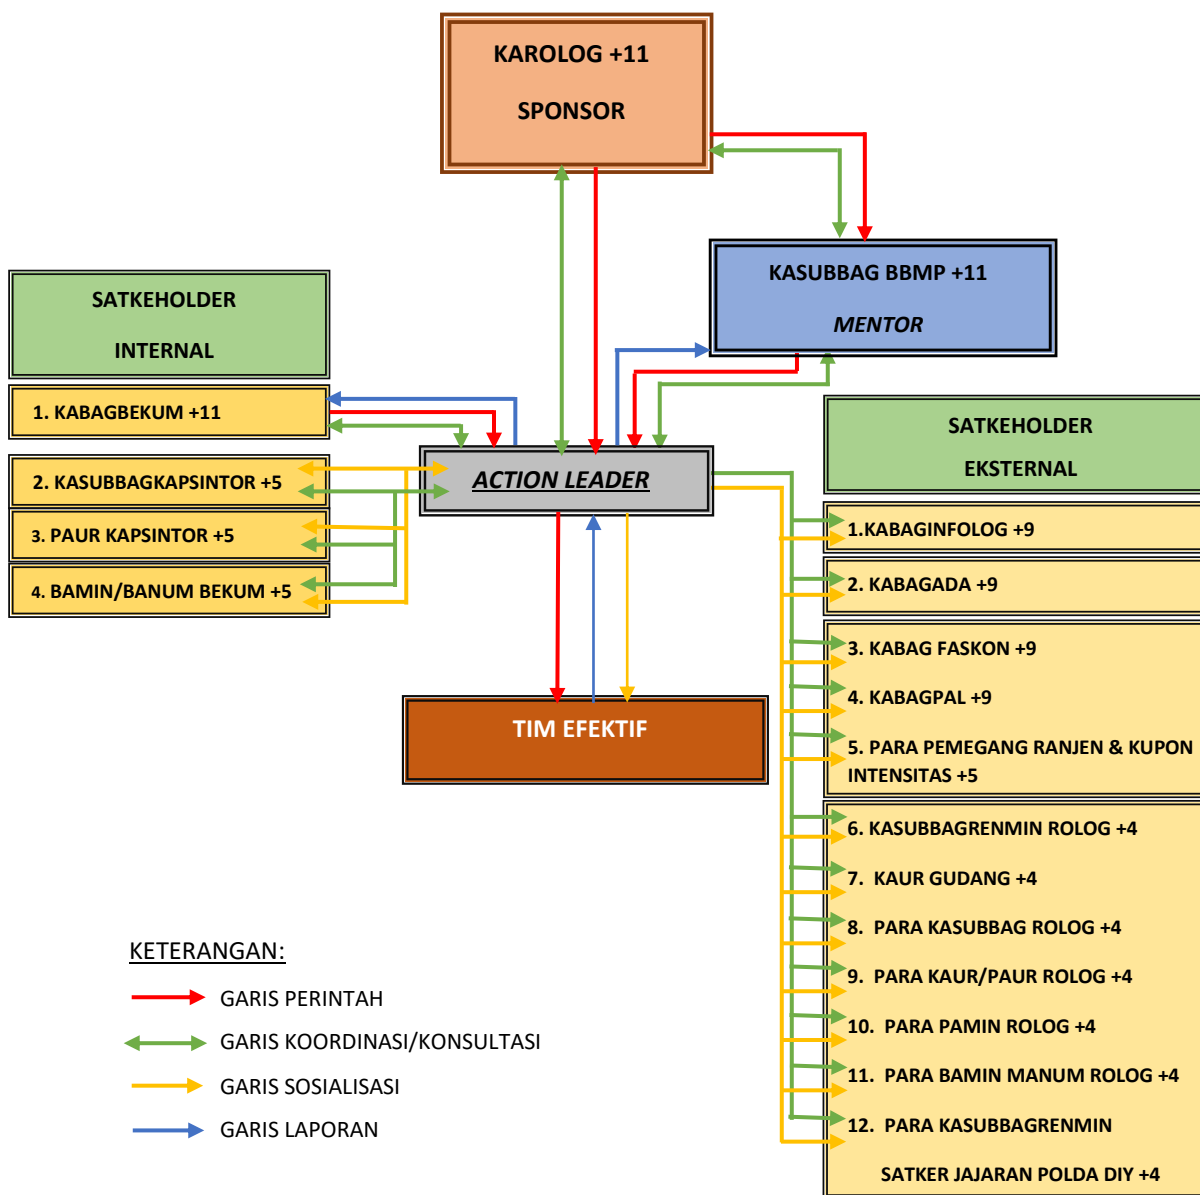 KAROLOG +11
SPONSOR
KASUBBAG BBMP +11
MENTOR
SATKEHOLDER
INTERNAL
1. KABAGBEKUM +11
2. KASUBBAGKAPSINTOR +5
3. PAUR KAPSINTOR +5
4. BAMIN/BANUM BEKUM +5
ACTION LEADER
TIM EFEKTIF
SATKEHOLDER
EKSTERNAL
1.KABAGINFOLOG +9
2. KABAGADA +9
3. KABAG FASKON +9
4. KABAGPAL +9
5. PARA PEMEGANG RANJEN & KUPON
INTENSITAS +5
6. KASUBBAGRENMIN ROLOG +4
7. KAUR GUDANG +4
8. PARA KASUBBAG ROLOG +4
9. PARA KAUR/PAUR ROLOG +4
10. PARA PAMIN ROLOG +4
11. PARA BAMIN MANUM ROLOG +4
12. PARA KASUBBAGRENMIN
SATKER JAJARAN POLDA DIY +4
KETERANGAN:
GARIS PERINTAH
GARIS KOORDINASI/KONSULTASI
GARIS SOSIALISASI
GARIS LAPORAN